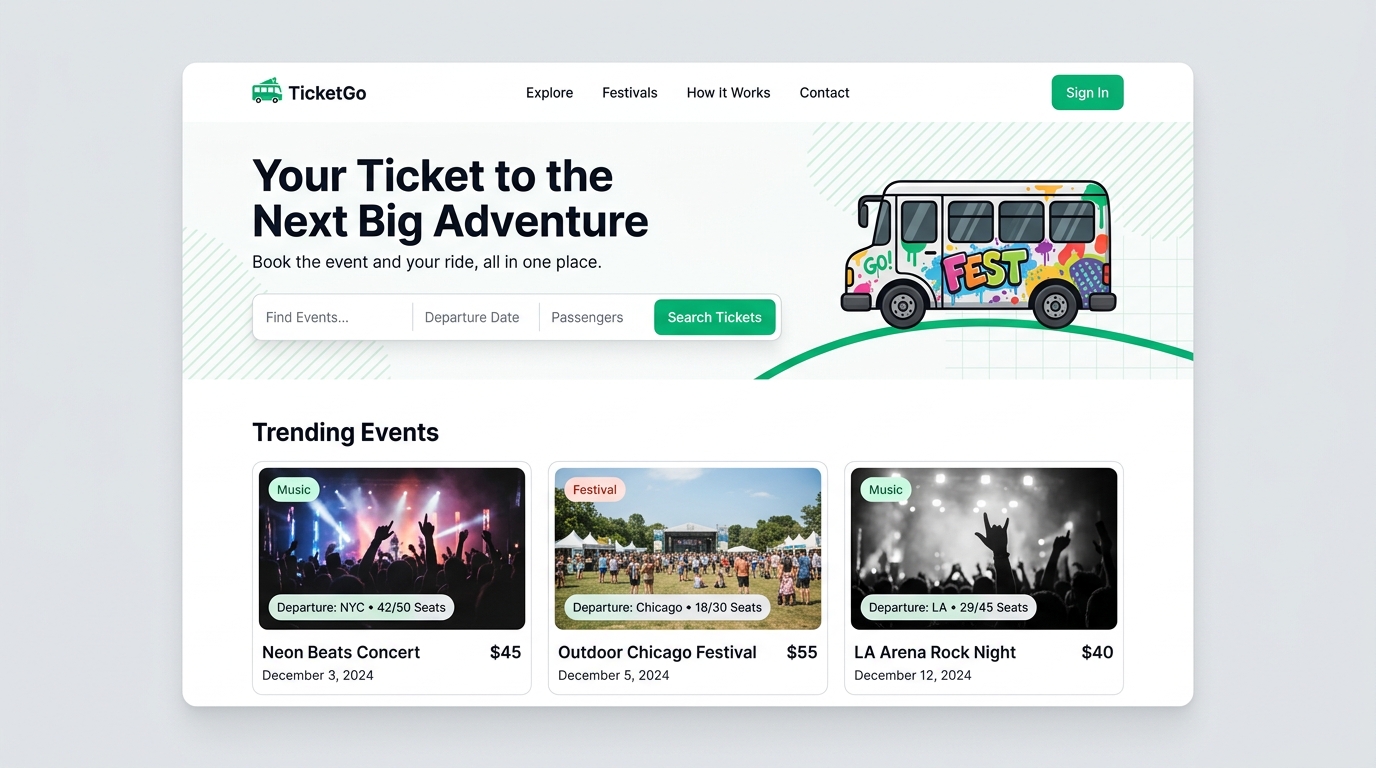 TicketGo
Explore
Festivals
How it Works
Contact
Sign In
Your Ticket to the
Next Big Adventure
Book the event and your ride, all in one place.
Find Events...
Departure Date
Passengers
Search Tickets
GO!
FEST
Trending Events
Music
Departure: NYC • 42/50 Seats
Neon Beats Concert
$45
December 3, 2024
Festival
Departure: Chicago • 18/30 Seats
Outdoor Chicago Festival
$55
December 5, 2024
Music
Departure: LA • 29/45 Seats
LA Arena Rock Night
$40
December 12, 2024